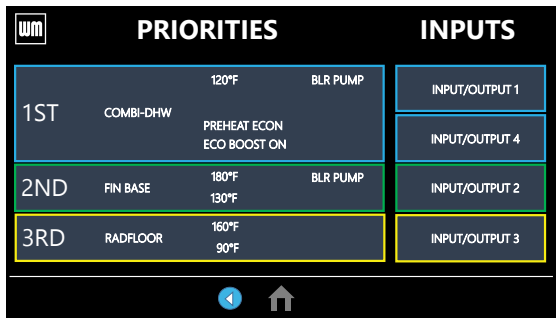 wm PRIORITIES INPUTS
120°F BLR PUMP
INPUT/OUTPUT 1
1ST COMBI-DHW
PREHEAT ECON
ECO BOOST ON
INPUT/OUTPUT 4
180°F BLR PUMP
2ND FIN BASE
130°F
INPUT/OUTPUT 2
160°F
3RD RADFLOOR
90°F
INPUT/OUTPUT 3